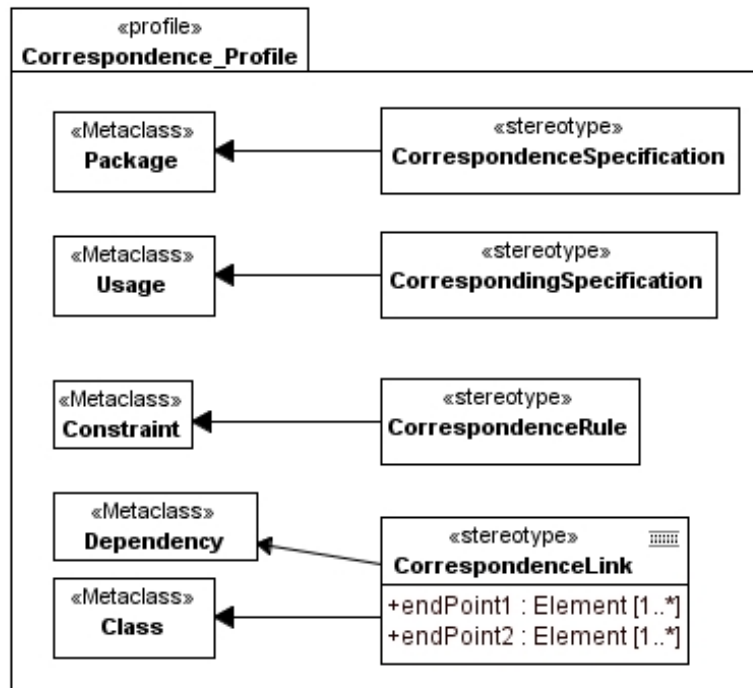 «profile»
Correspondence_Profile
«Metaclass»
Package
«stereotype»
CorrespondenceSpecification
«Metaclass»
Usage
«stereotype»
CorrespondingSpecification
«Metaclass»
Constraint
«stereotype»
CorrespondenceRule
«Metaclass»
Dependency
«stereotype»
CorrespondenceLink
+endPoint1 : Element [1..*]
+endPoint2 : Element [1..*]
«Metaclass»
Class